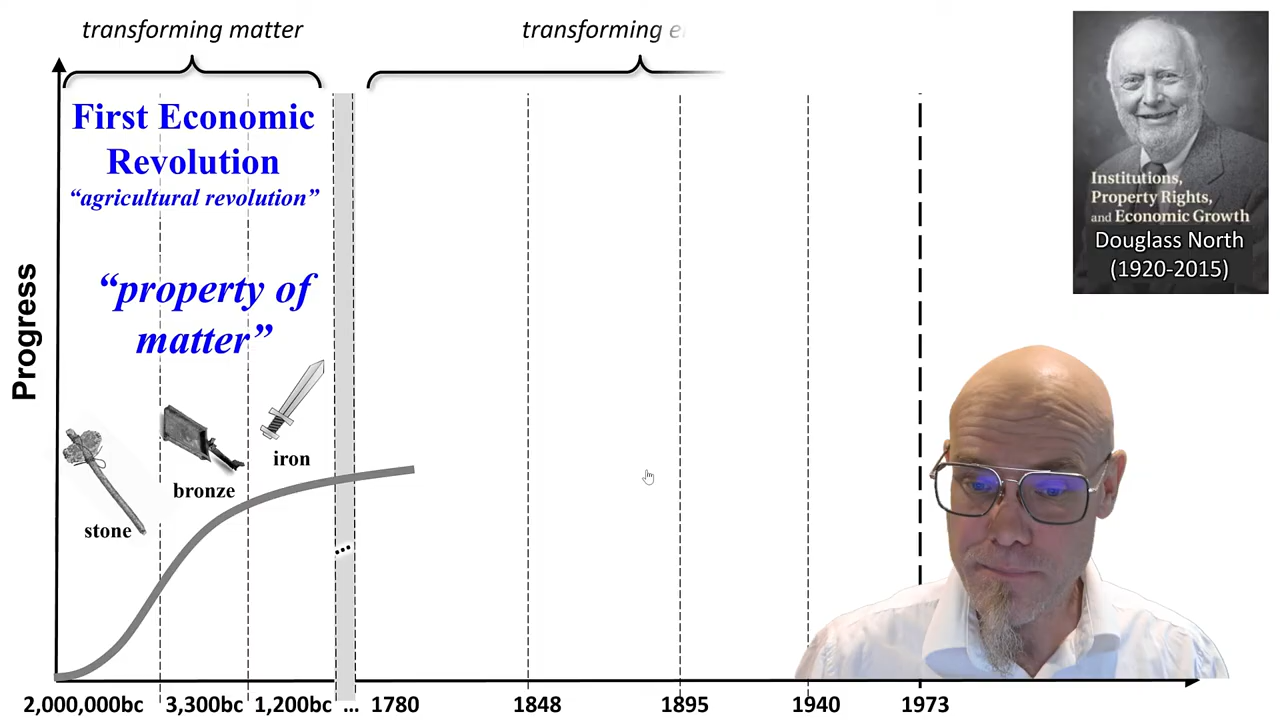 transforming matter
transforming
First Economic
Revolution
“agricultural revolution”
“property of
matter”
Progress
stone
bronze
iron
...
2,000,000bc 3,300bc 1,200bc ... 1780 1848 1895 1940 1973
Institutions,
Property Rights,
and Economic Growth
Douglass North
(1920-2015)